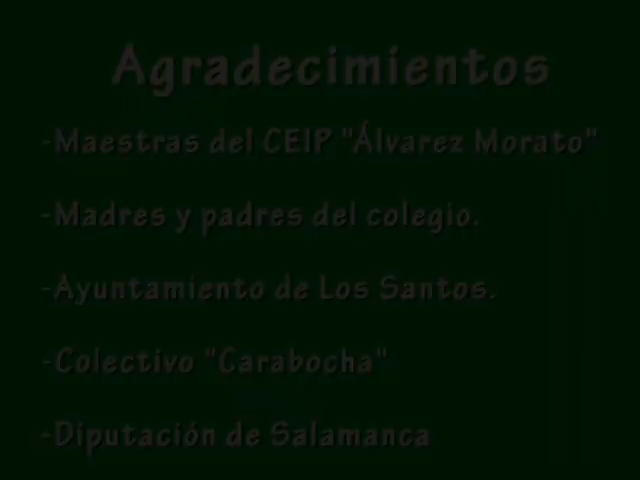 Agradecimientos
-Maestras del CEIP "Álvarez Morato"
-Madres y padres del colegio.
-Ayuntamiento de Los Santos.
-Colectivo "Carabocha"
-Diputación de Salamanca